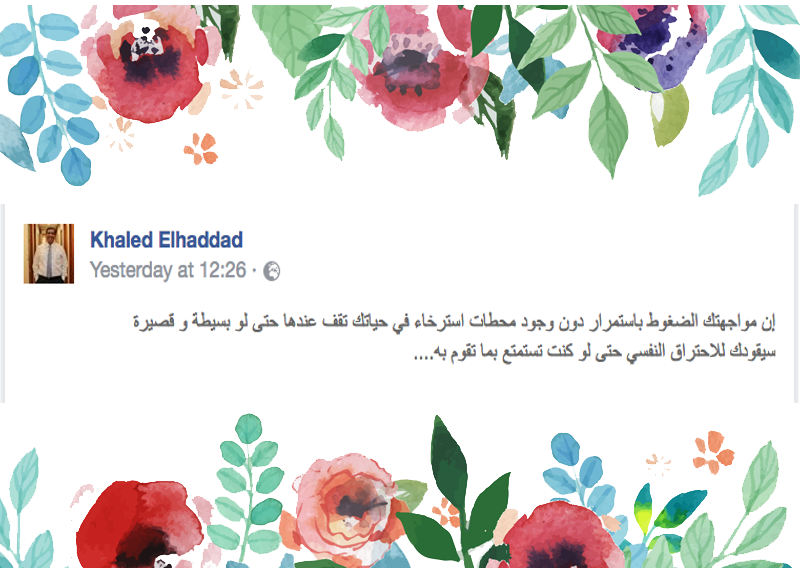 Khaled Elhaddad
Yesterday at 12:26 ·
إن مواجهتك الضغوط باستمرار دون وجود محطات استرخاء في حياتك تقف عندها حتى لو بسيطة و قصيرة
سيقودك للاحتراق النفسي حتى لو كنت تستمتع بما تقوم به....